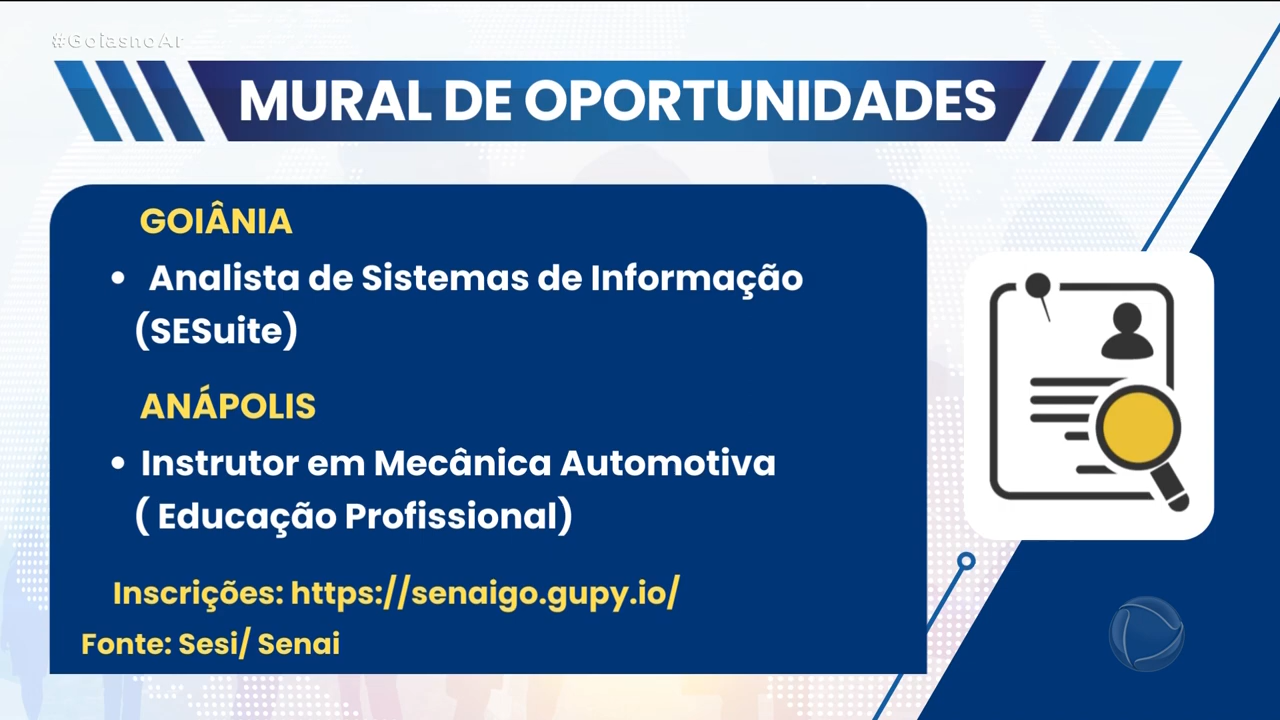 #GoiasnoAr
MURAL DE OPORTUNIDADES
GOIÂNIA
• Analista de Sistemas de Informação
(SESuite)
ANÁPOLIS
• Instrutor em Mecânica Automotiva
( Educação Profissional)
Inscrições: https://senaigo.gupy.io/
Fonte: Sesi/ Senai